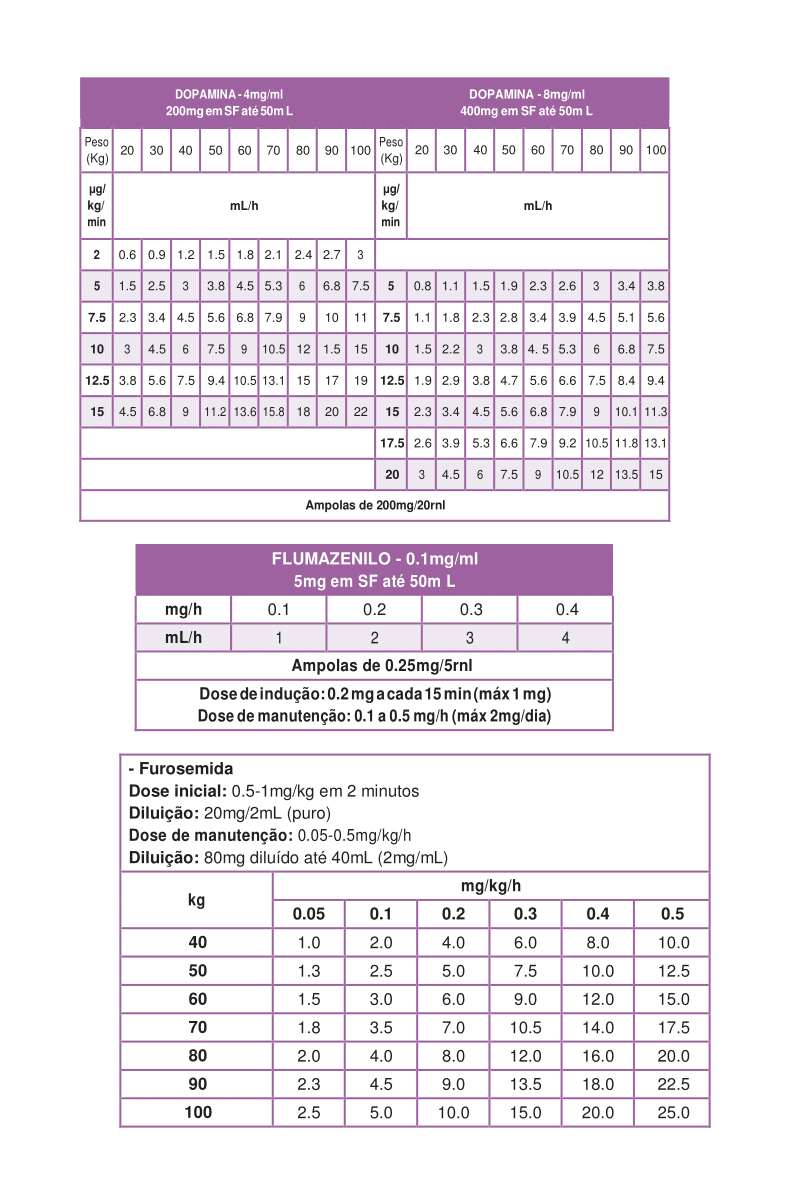 DOPAMINA - 4mg/ml DOPAMINA - 8mg/ml
200mg em SF até 50m L 400mg em SF até 50m L
Peso (Kg) 20 30 40 50 60 70 80 90 100 Peso (Kg) 20 30 40 50 60 70 80 90 100
µg/ kg/ min mL/h µg/ kg/ min mL/h
2 0.6 0.9 1.2 1.5 1.8 2.1 2.4 2.7 3
5 1.5 2.5 3 3.8 4.5 5.3 6 6.8 7.5 5 0.8 1.1 1.5 1.9 2.3 2.6 3 3.4 3.8
7.5 2.3 3.4 4.5 5.6 6.8 7.9 9 10 11 7.5 1.1 1.8 2.3 2.8 3.4 3.9 4.5 5.1 5.6
10 3 4.5 6 7.5 9 10.5 12 1.5 15 10 1.5 2.2 3 3.8 4. 5 5.3 6 6.8 7.5
12.5 3.8 5.6 7.5 9.4 10.5 13.1 15 17 19 12.5 1.9 2.9 3.8 4.7 5.6 6.6 7.5 8.4 9.4
15 4.5 6.8 9 11.2 13.6 15.8 18 20 22 15 2.3 3.4 4.5 5.6 6.8 7.9 9 10.1 11.3
17.5 2.6 3.9 5.3 6.6 7.9 9.2 10.5 11.8 13.1
20 3 4.5 6 7.5 9 10.5 12 13.5 15
Ampolas de 200mg/20rnl
FLUMAZENILO - 0.1mg/ml
5mg em SF até 50m L
mg/h 0.1 0.2 0.3 0.4
mL/h 1 2 3 4
Ampolas de 0.25mg/5rnl
Dose de indução: 0.2 mg a cada 15 min (máx 1 mg)
Dose de manutenção: 0.1 a 0.5 mg/h (máx 2mg/dia)
- Furosemida
Dose inicial: 0.5-1mg/kg em 2 minutos
Diluição: 20mg/2mL (puro)
Dose de manutenção: 0.05-0.5mg/kg/h
Diluição: 80mg diluído até 40mL (2mg/mL)
kg mg/kg/h
0.05 0.1 0.2 0.3 0.4 0.5
40 1.0 2.0 4.0 6.0 8.0 10.0
50 1.3 2.5 5.0 7.5 10.0 12.5
60 1.5 3.0 6.0 9.0 12.0 15.0
70 1.8 3.5 7.0 10.5 14.0 17.5
80 2.0 4.0 8.0 12.0 16.0 20.0
90 2.3 4.5 9.0 13.5 18.0 22.5
100 2.5 5.0 10.0 15.0 20.0 25.0